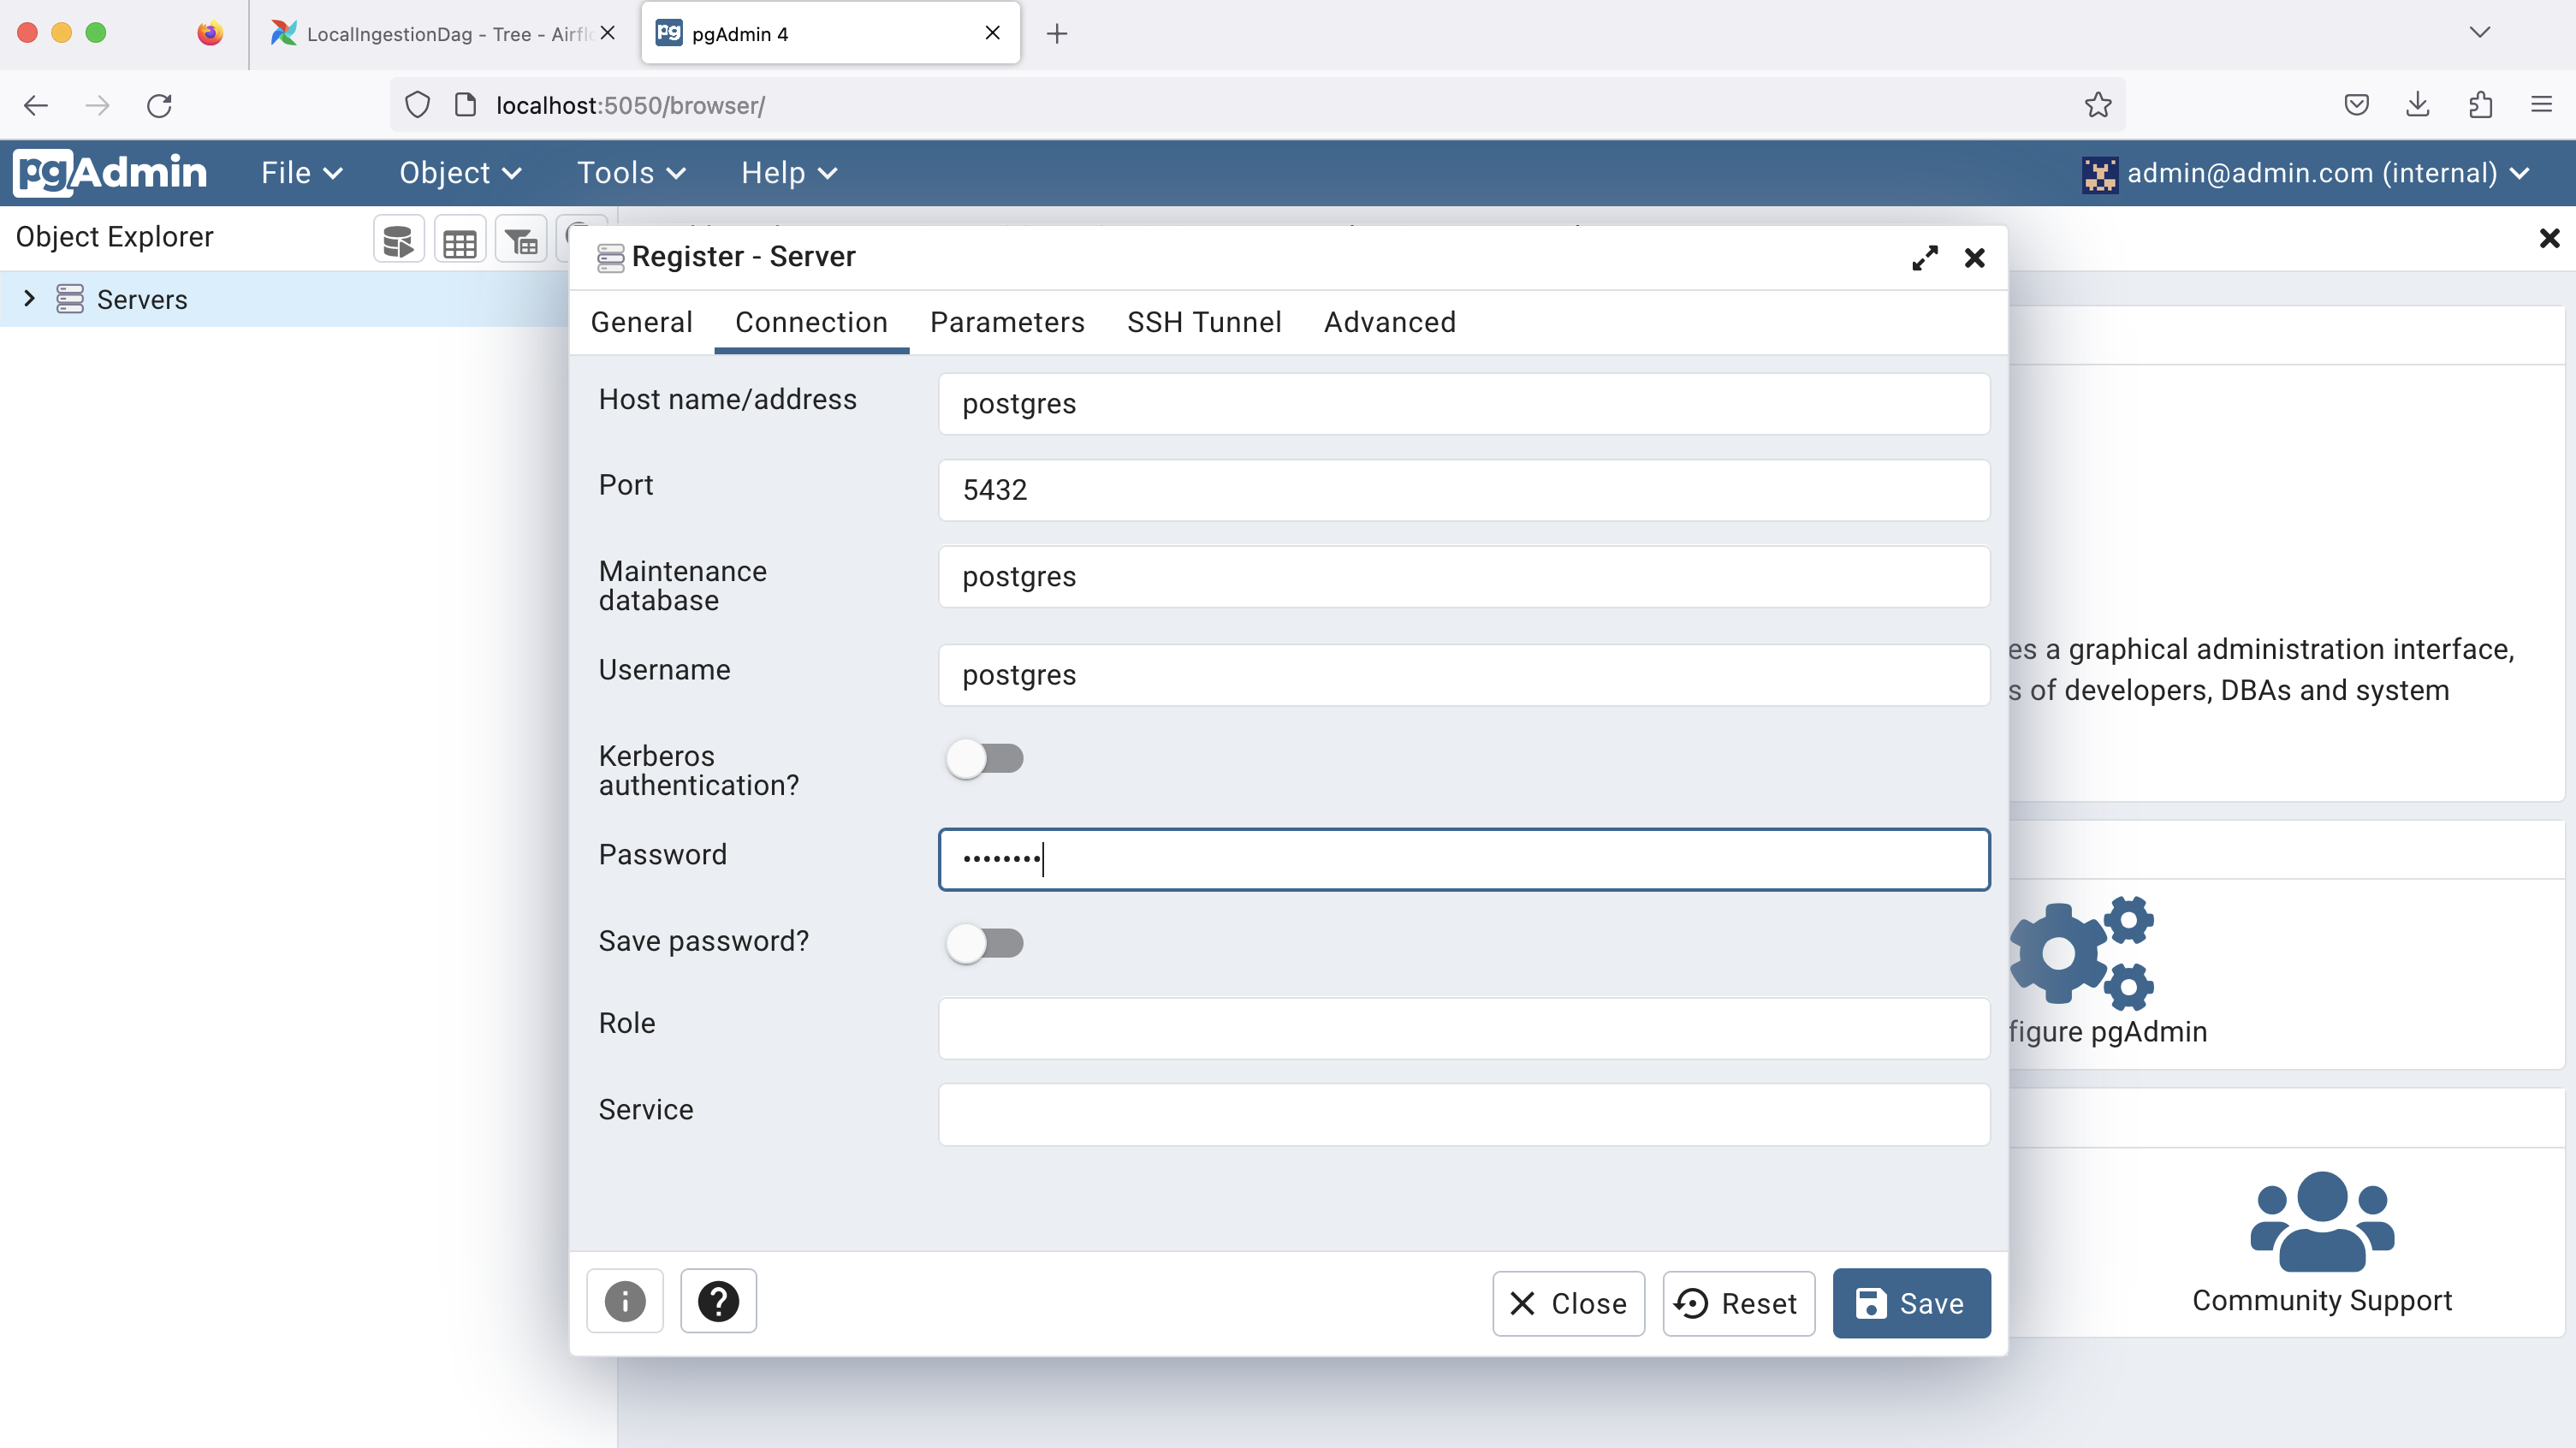 LocalIngestionDag - Tree - Airfl
pgAdmin 4
localhost:5050/browser/
pgAdmin
File
Object
Tools
Help
admin@admin.com (internal)
Object Explorer
Servers
Register - Server
General
Connection
Parameters
SSH Tunnel
Advanced
Host name/address
postgres
Port
5432
Maintenance
database
postgres
Username
postgres
Kerberos
authentication?
Password
••••••••
Save password?
Role
Service
Close
Reset
Save
es a graphical administration interface,
s of developers, DBAs and system
figure pgAdmin
Community Support